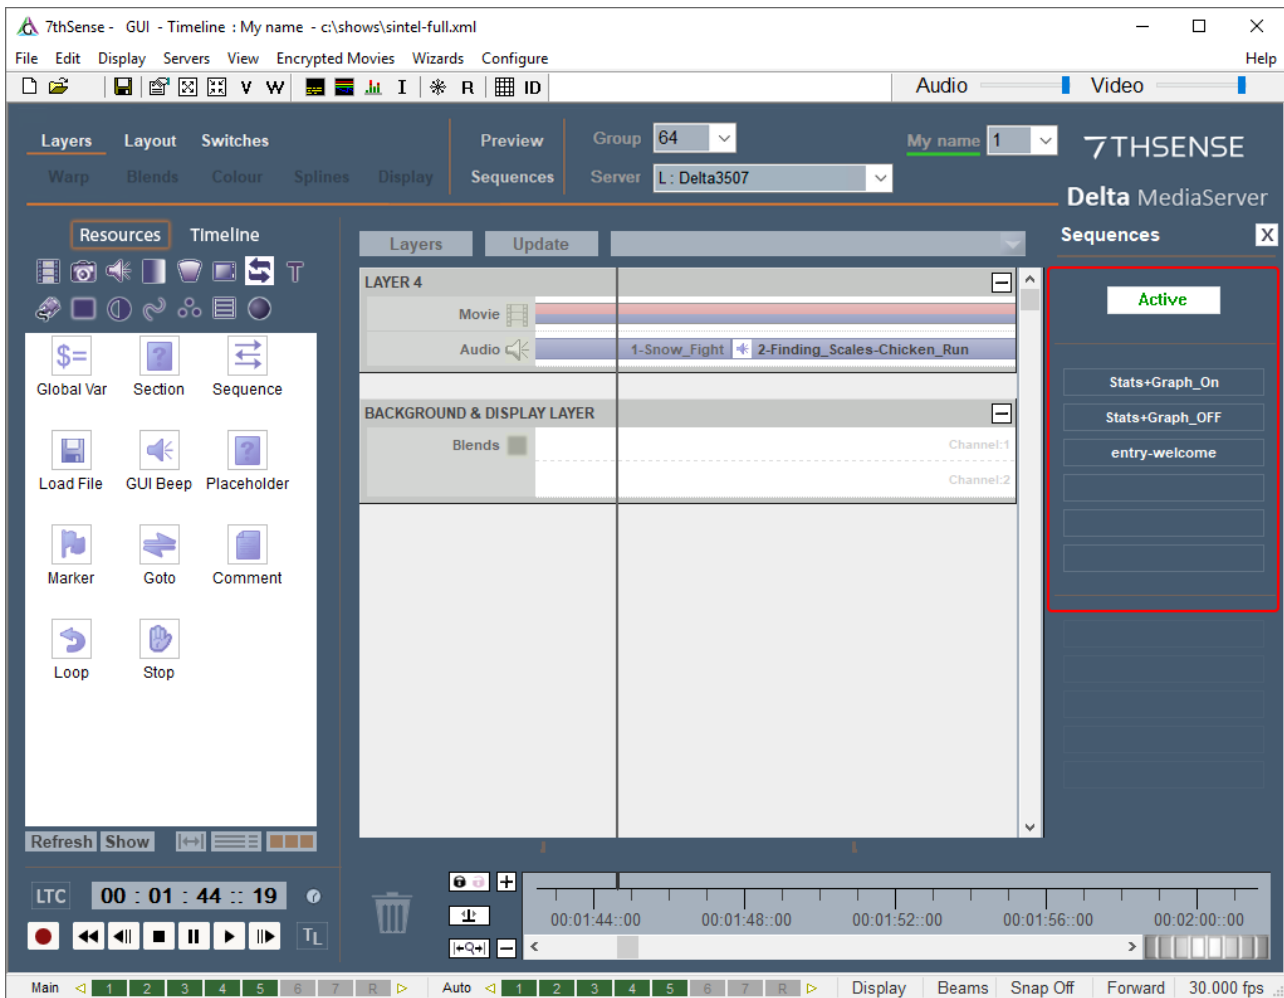 7thSense - GUI - Timeline : My name - c:\shows\sintel-full.xml
File Edit Display Servers View Encrypted Movies Wizards Configure Help
V W I R ID Audio Video
Layers Layout Switches Preview Group 64 My name 1 7THSENSE
Warp Blends Colour Splines Display Sequences Server L : Delta3507
Delta MediaServer
Resources Timeline Layers Update Sequences X
T
LAYER 4
Active
Movie
Audio 1-Snow_Fight 2-Finding_Scales-Chicken_Run
$=
?
Global Var Section Sequence
Stats+Graph_On
BACKGROUND & DISPLAY LAYER
Stats+Graph_OFF
Blends Channel:1
entry-welcome
?
Load File GUI Beep Placeholder
Channel:2
Marker Goto Comment
Loop Stop
Refresh Show
LTC 00 : 01 : 44 :: 19
00:01:44::00 00:01:48::00 00:01:52::00 00:01:56::00 00:02:00::00
TL
Main 1 2 3 4 5 6 7 R Auto 1 2 3 4 5 6 7 R Display Beams Snap Off Forward 30.000 fps